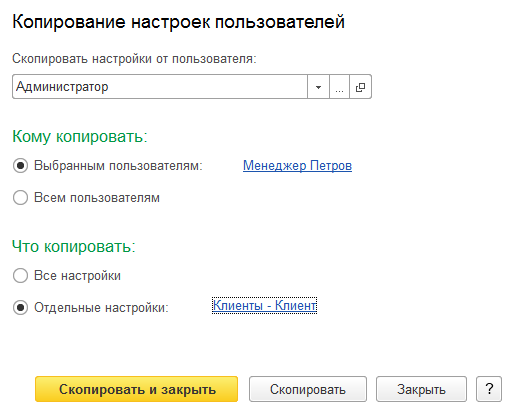 Копирование настроек пользователей
Скопировать настройки от пользователя:
Администратор
...
Кому копировать:
Выбранным пользователям: Менеджер Петров
Всем пользователям
Что копировать:
Все настройки
Отдельные настройки: Клиенты - Клиент
Скопировать и закрыть Скопировать Закрыть ?